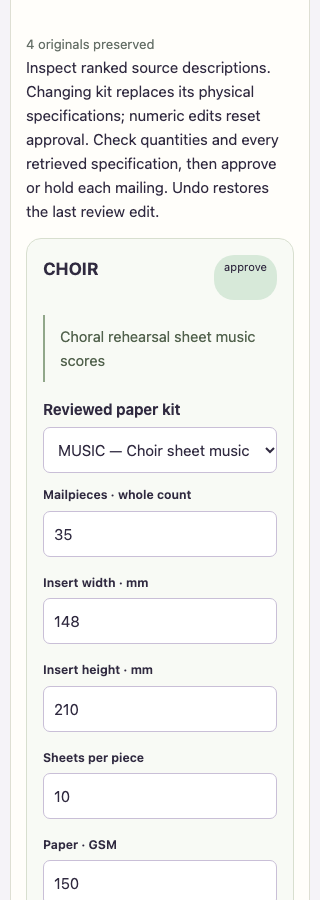 4 originals preserved
Inspect ranked source descriptions.
Changing kit replaces its physical
specifications; numeric edits reset
approval. Check quantities and every
retrieved specification, then approve
or hold each mailing. Undo restores
the last review edit.
CHOIR
approve
Choral rehearsal sheet music
scores
Reviewed paper kit
MUSIC — Choir sheet music
Mailpieces · whole count
35
Insert width · mm
148
Insert height · mm
210
Sheets per piece
10
Paper · GSM
150